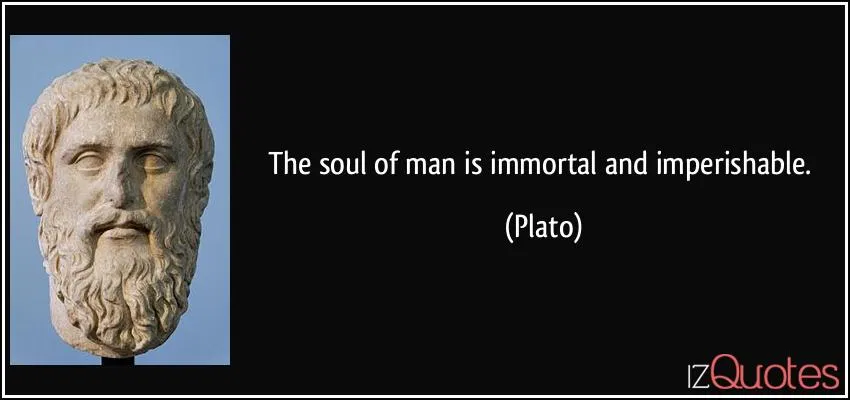 The soul of man is immortal and imperishable.
(Plato)
IZQuotes